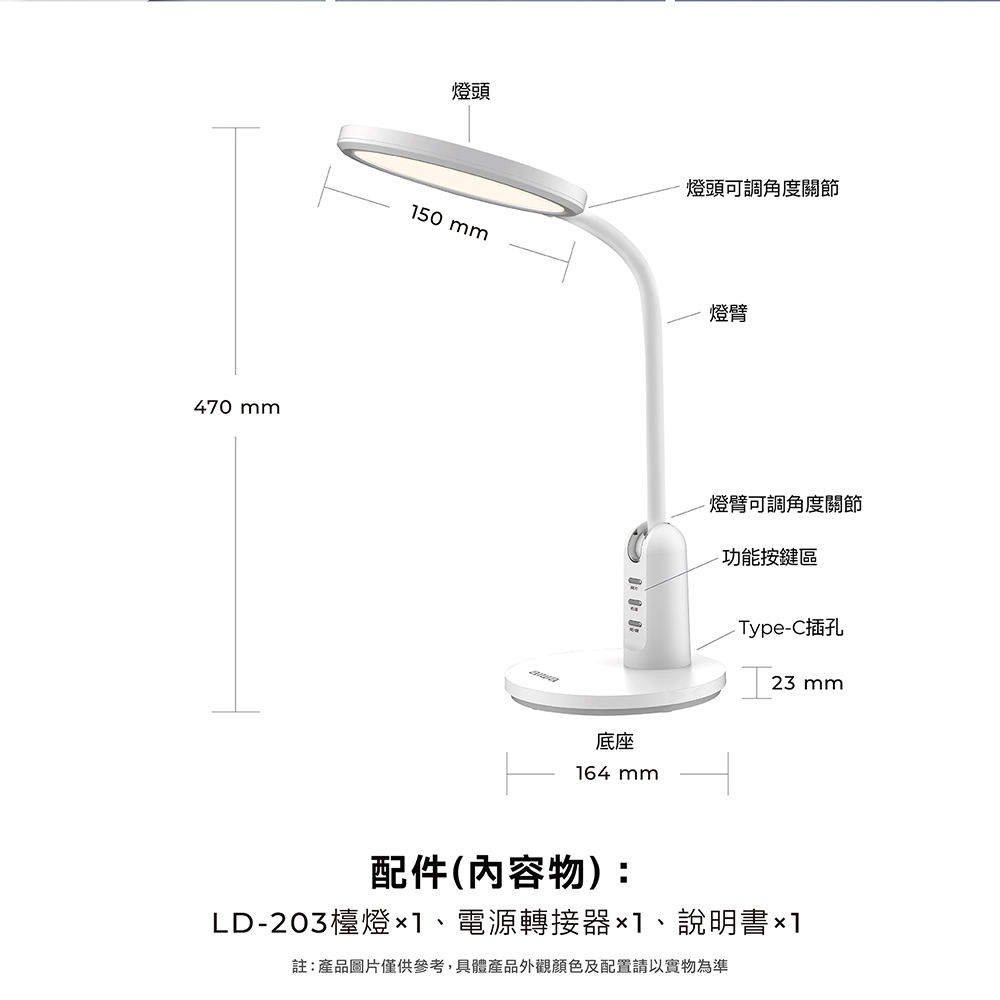 燈頭
燈頭可調角度關節
150 mm
燈臂
470 mm
燈臂可調角度關節
功能按鍵區
Type-C插孔
aiwa
23 mm
底座
164 mm
配件(內容物)：
LD-203檯燈×1、電源轉接器×1、說明書×1
註：產品圖片僅供參考，具體產品外觀顏色及配置請以實物為準